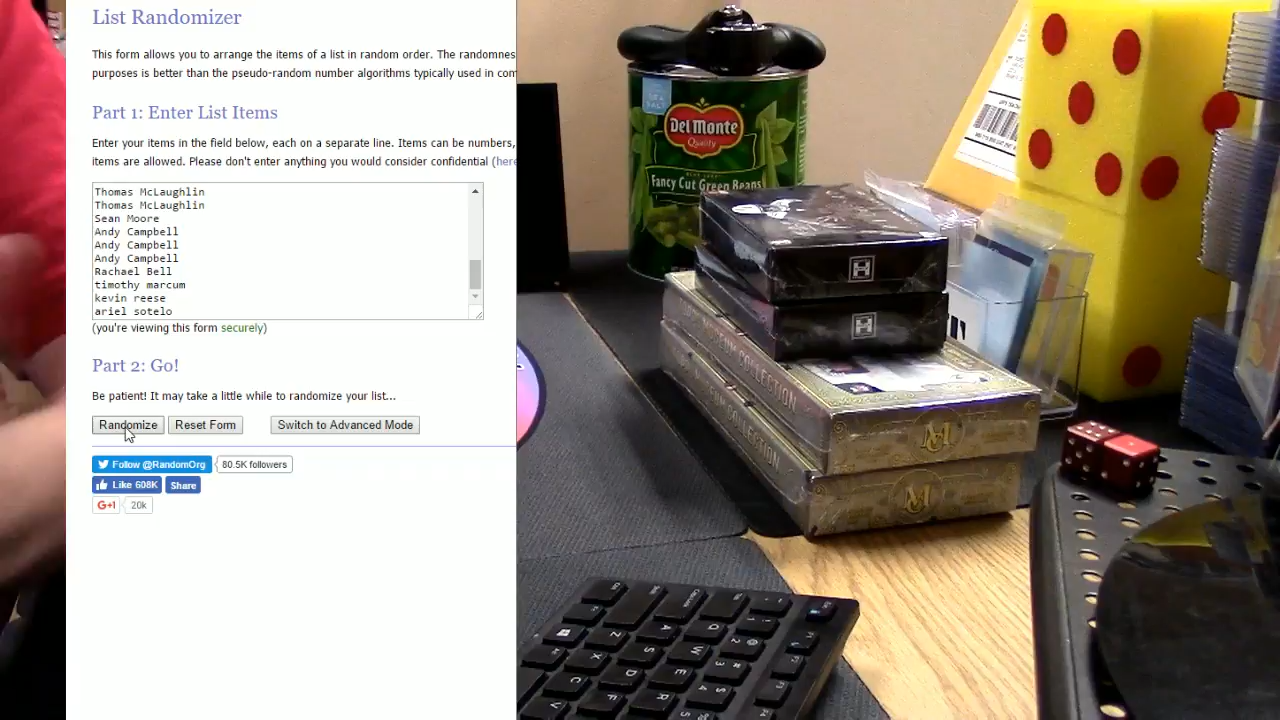 List Randomizer
This form allows you to arrange the items of a list in random order. The randomnes
purposes is better than the pseudo-random number algorithms typically used in com
Part 1: Enter List Items
Enter your items in the field below, each on a separate line. Items can be numbers,
items are allowed. Please don't enter anything you would consider confidential (here
Thomas McLaughlin
Thomas McLaughlin
Sean Moore
Andy Campbell
Andy Campbell
Andy Campbell
Rachael Bell
timothy marcum
kevin reese
ariel sotelo
(you're viewing this form securely)
Part 2: Go!
Be patient! It may take a little while to randomize your list...
Randomize Reset Form Switch to Advanced Mode
Follow @RandomOrg 80.5K followers
Like 608K Share
G+1 20k
Del Monte
Quality
Fancy Cut Green Beans
H
H
MUSEUM COLLECTION
MUSEUM COLLECTION
MC
MC